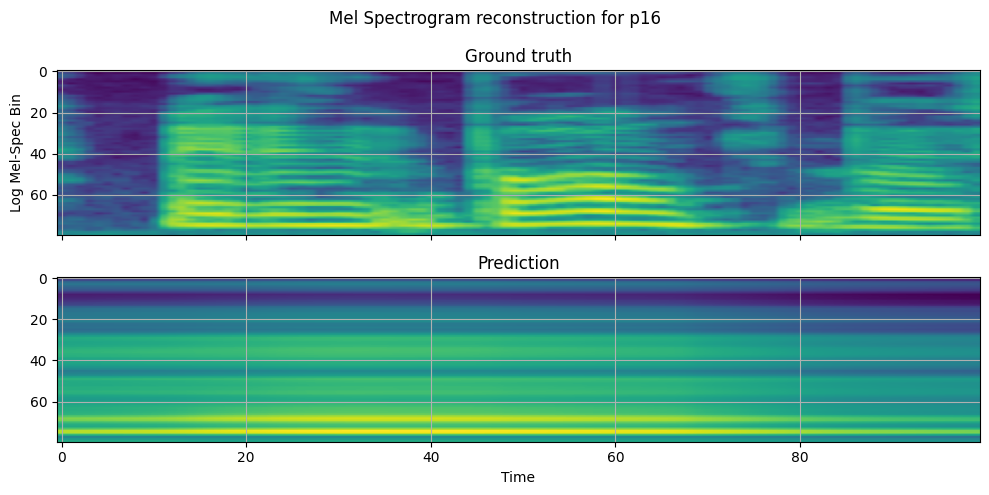 Mel Spectrogram reconstruction for p16
Ground truth
0
20
40
60
Log Mel-Spec Bin
Prediction
0
20
40
60
0 20 40 60 80
Time